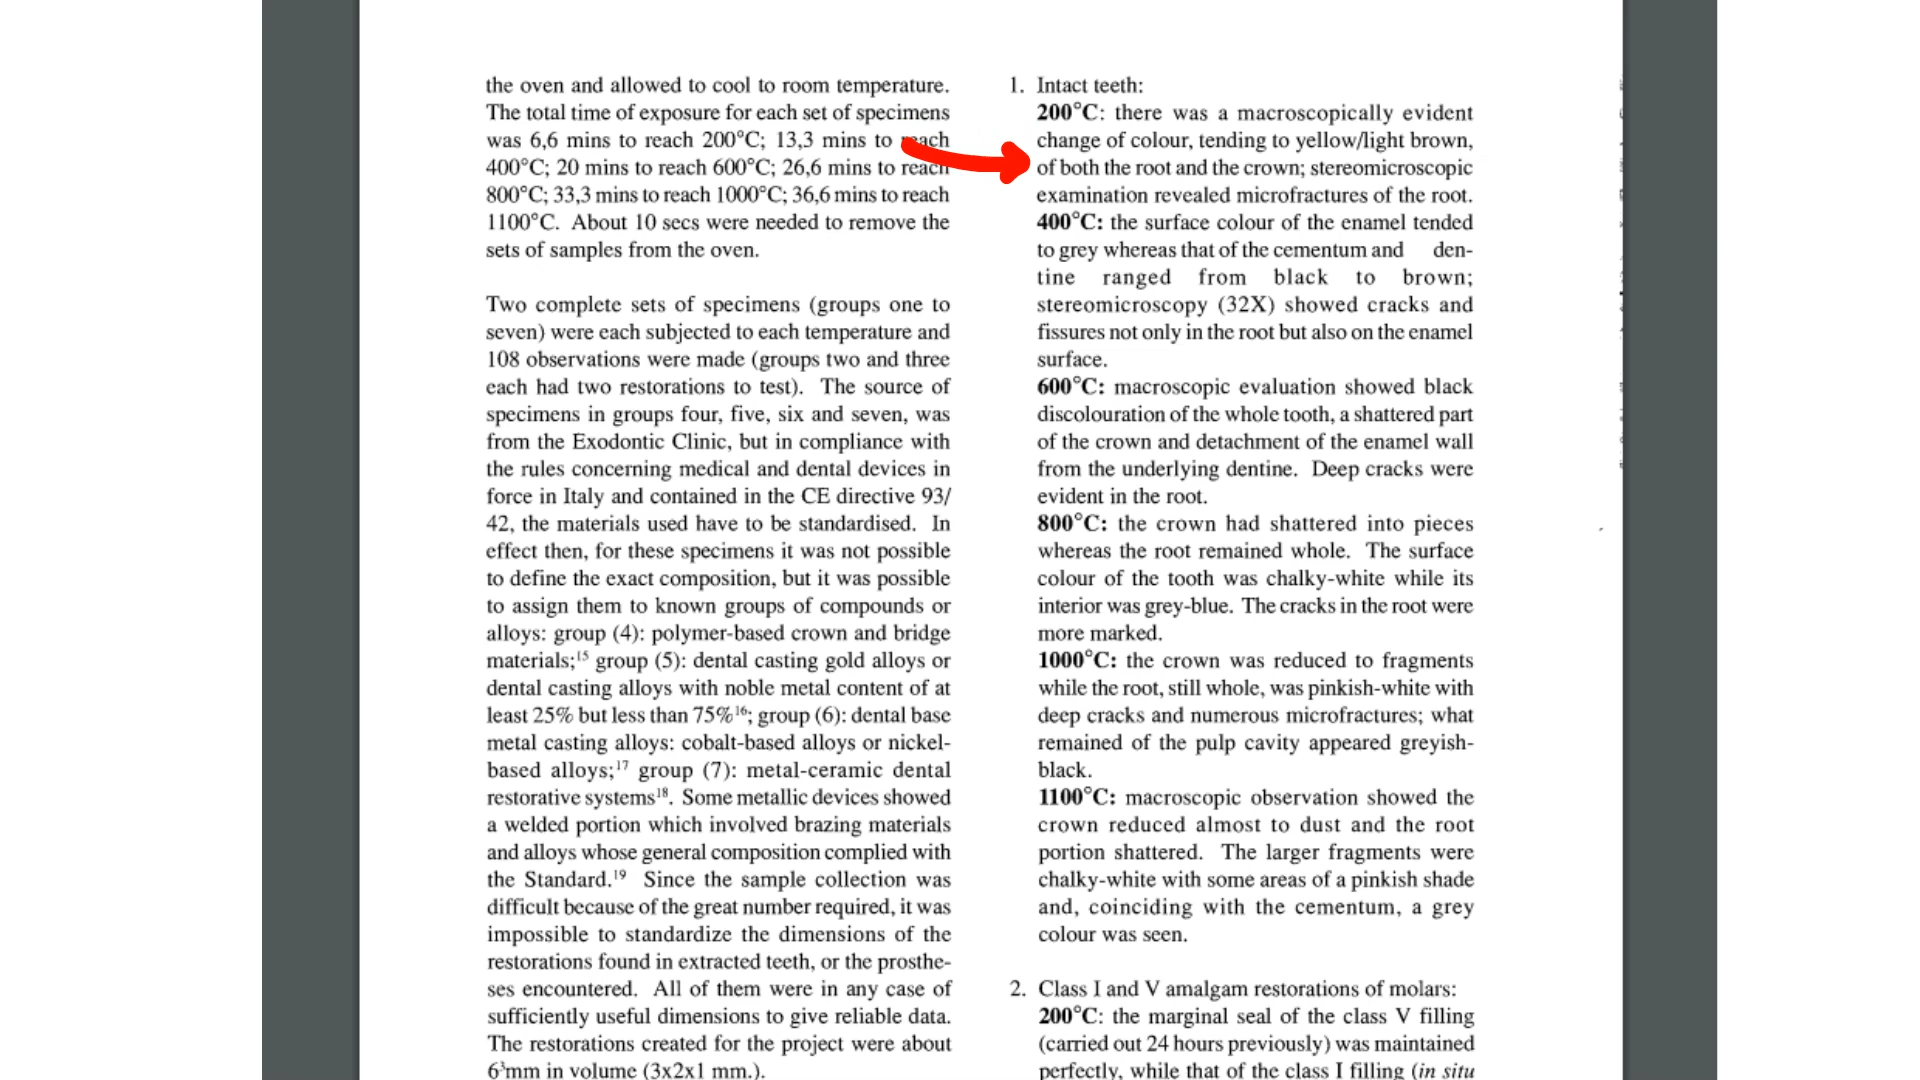 the oven and allowed to cool to room temperature.
The total time of exposure for each set of specimens
was 6,6 mins to reach 200°C; 13,3 mins to reach
400°C; 20 mins to reach 600°C; 26,6 mins to reach
800°C; 33,3 mins to reach 1000°C; 36,6 mins to reach
1100°C. About 10 secs were needed to remove the
sets of samples from the oven.
Two complete sets of specimens (groups one to
seven) were each subjected to each temperature and
108 observations were made (groups two and three
each had two restorations to test). The source of
specimens in groups four, five, six and seven, was
from the Exodontic Clinic, but in compliance with
the rules concerning medical and dental devices in
force in Italy and contained in the CE directive 93/
42, the materials used have to be standardised. In
effect then, for these specimens it was not possible
to define the exact composition, but it was possible
to assign them to known groups of compounds or
alloys: group (4): polymer-based crown and bridge
materials;¹⁵ group (5): dental casting gold alloys or
dental casting alloys with noble metal content of at
least 25% but less than 75%¹⁶; group (6): dental base
metal casting alloys: cobalt-based alloys or nickel-
based alloys;¹⁷ group (7): metal-ceramic dental
restorative systems¹⁸. Some metallic devices showed
a welded portion which involved brazing materials
and alloys whose general composition complied with
the Standard.¹⁹ Since the sample collection was
difficult because of the great number required, it was
impossible to standardize the dimensions of the
restorations found in extracted teeth, or the prosthe-
ses encountered. All of them were in any case of
sufficiently useful dimensions to give reliable data.
The restorations created for the project were about
6³mm in volume (3x2x1 mm.).
1. Intact teeth:
200°C: there was a macroscopically evident
change of colour, tending to yellow/light brown,
of both the root and the crown; stereomicroscopic
examination revealed microfractures of the root.
400°C: the surface colour of the enamel tended
to grey whereas that of the cementum and den-
tine ranged from black to brown;
stereomicroscopy (32X) showed cracks and
fissures not only in the root but also on the enamel
surface.
600°C: macroscopic evaluation showed black
discolouration of the whole tooth, a shattered part
of the crown and detachment of the enamel wall
from the underlying dentine. Deep cracks were
evident in the root.
800°C: the crown had shattered into pieces
whereas the root remained whole. The surface
colour of the tooth was chalky-white while its
interior was grey-blue. The cracks in the root were
more marked.
1000°C: the crown was reduced to fragments
while the root, still whole, was pinkish-white with
deep cracks and numerous microfractures; what
remained of the pulp cavity appeared greyish-
black.
1100°C: macroscopic observation showed the
crown reduced almost to dust and the root
portion shattered. The larger fragments were
chalky-white with some areas of a pinkish shade
and, coinciding with the cementum, a grey
colour was seen.
2. Class I and V amalgam restorations of molars:
200°C: the marginal seal of the class V filling
(carried out 24 hours previously) was maintained
perfectly, while that of the class I filling (in situ